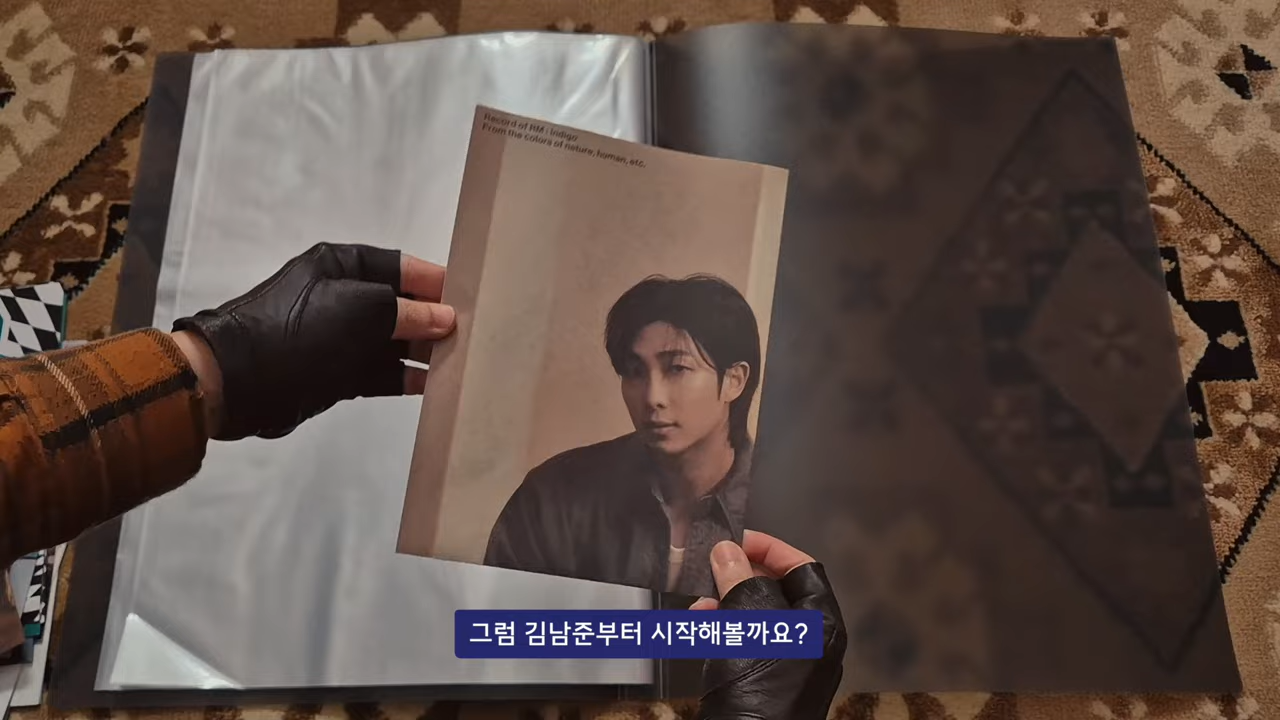 Record of RM : Indigo
From the colors of nature, human, etc.
그럼 김남준부터 시작해볼까요?